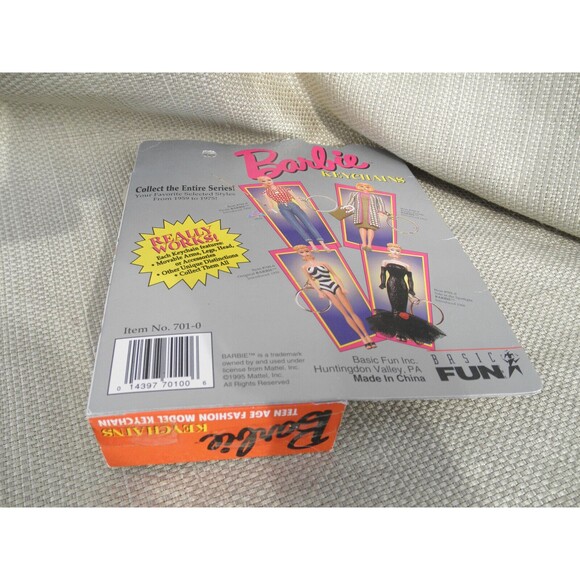 Barbie
KEYCHAINS
Collect the Entire Series!
Your Favorite Selected Styles
From 1959 to 1975!
REALLY
WORKS!
Each Keychain features:
• Movable Arms, Legs, Head,
or Accessories
• Other Unique Distinctions
• Collect Them All
Item No. 701-0
0 14397 70100 6
BARBIE™ is a trademark
owned by and used under
license from Mattel, Inc.
©1995 Mattel, Inc.
All Rights Reserved
Basic Fun Inc.
Huntingdon Valley, PA
Made In China
BASIC
FUN
Barbie
KEYCHAINS
TEEN AGE FASHION MODEL KEYCHAIN